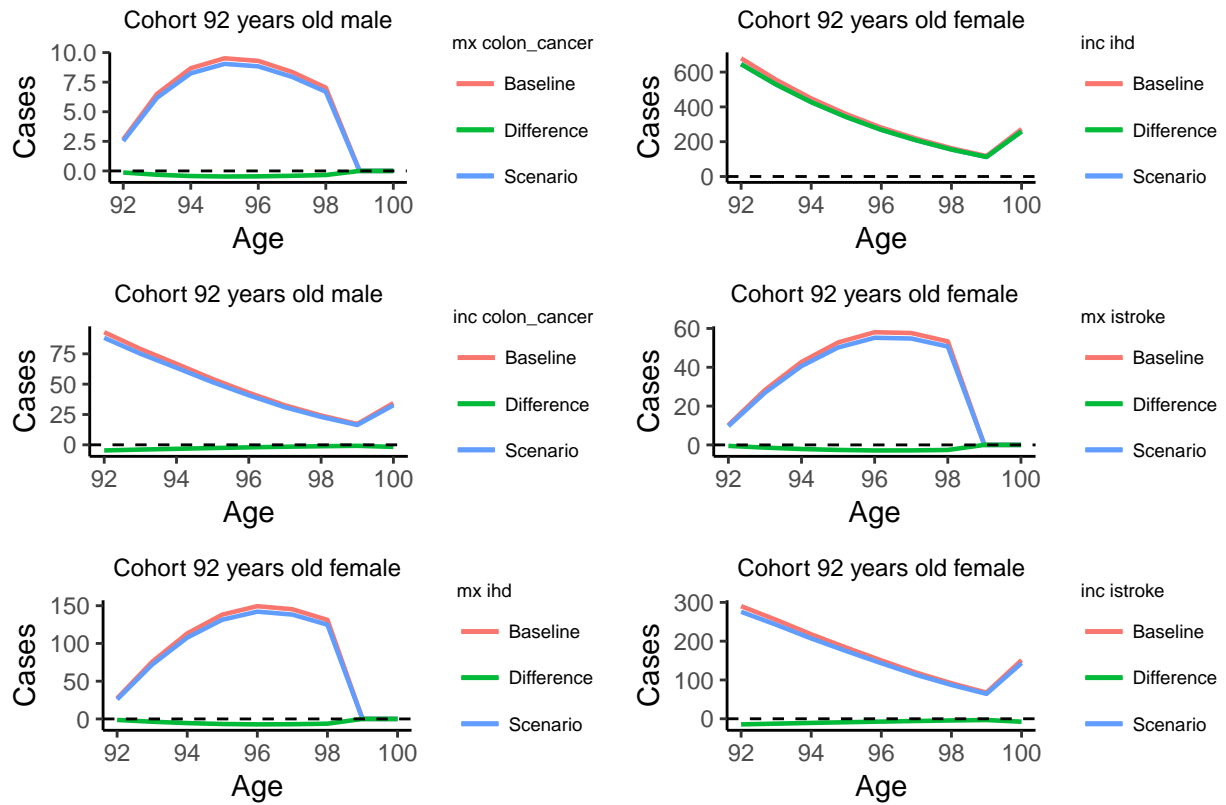 Cohort 92 years old male
mx colon_cancer
10.0
7.5
5.0
2.5
0.0
Cases
Baseline
Difference
Scenario
92 94 96 98 100
Age
Cohort 92 years old female
inc ihd
600
400
200
0
Cases
Baseline
Difference
Scenario
92 94 96 98 100
Age
Cohort 92 years old male
inc colon_cancer
75
50
25
0
Cases
Baseline
Difference
Scenario
92 94 96 98 100
Age
Cohort 92 years old female
mx istroke
60
40
20
0
Cases
Baseline
Difference
Scenario
92 94 96 98 100
Age
Cohort 92 years old female
mx ihd
150
100
50
0
Cases
Baseline
Difference
Scenario
92 94 96 98 100
Age
Cohort 92 years old female
inc istroke
300
200
100
0
Cases
Baseline
Difference
Scenario
92 94 96 98 100
Age